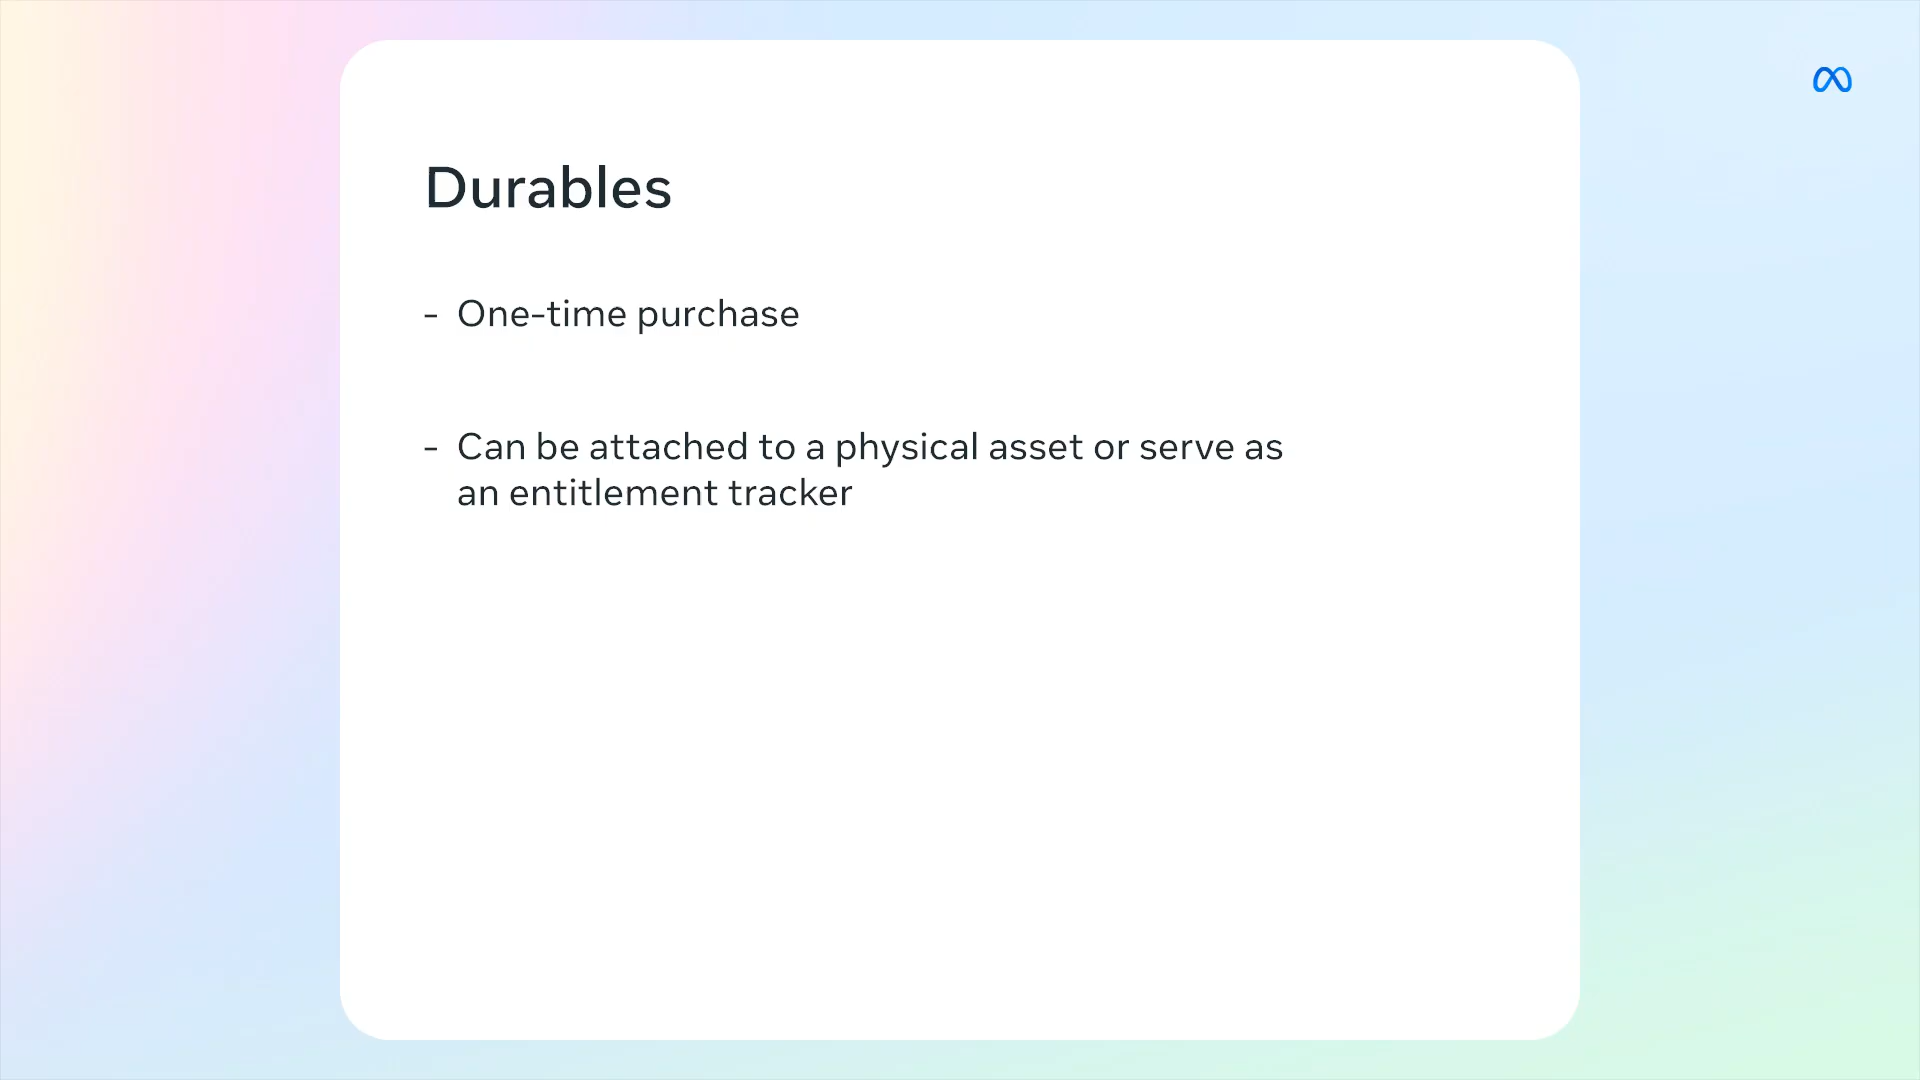 Durables
- One-time purchase
- Can be attached to a physical asset or serve as
an entitlement tracker